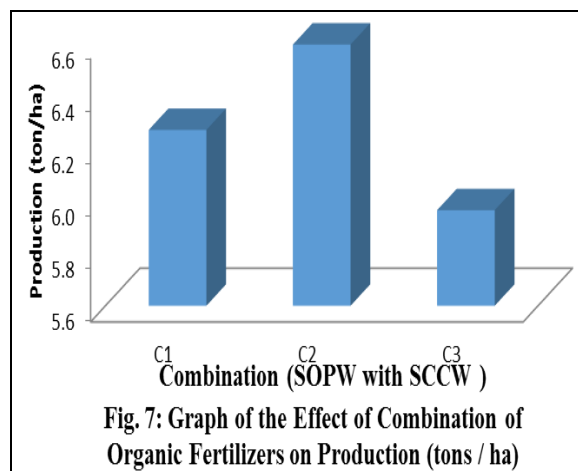 Production (ton/ha)
6.6
6.4
6.2
6.0
5.8
5.6
C1 C2 C3
Combination (SOPW with SCCW )
Fig. 7: Graph of the Effect of Combination of
Organic Fertilizers on Production (tons / ha)